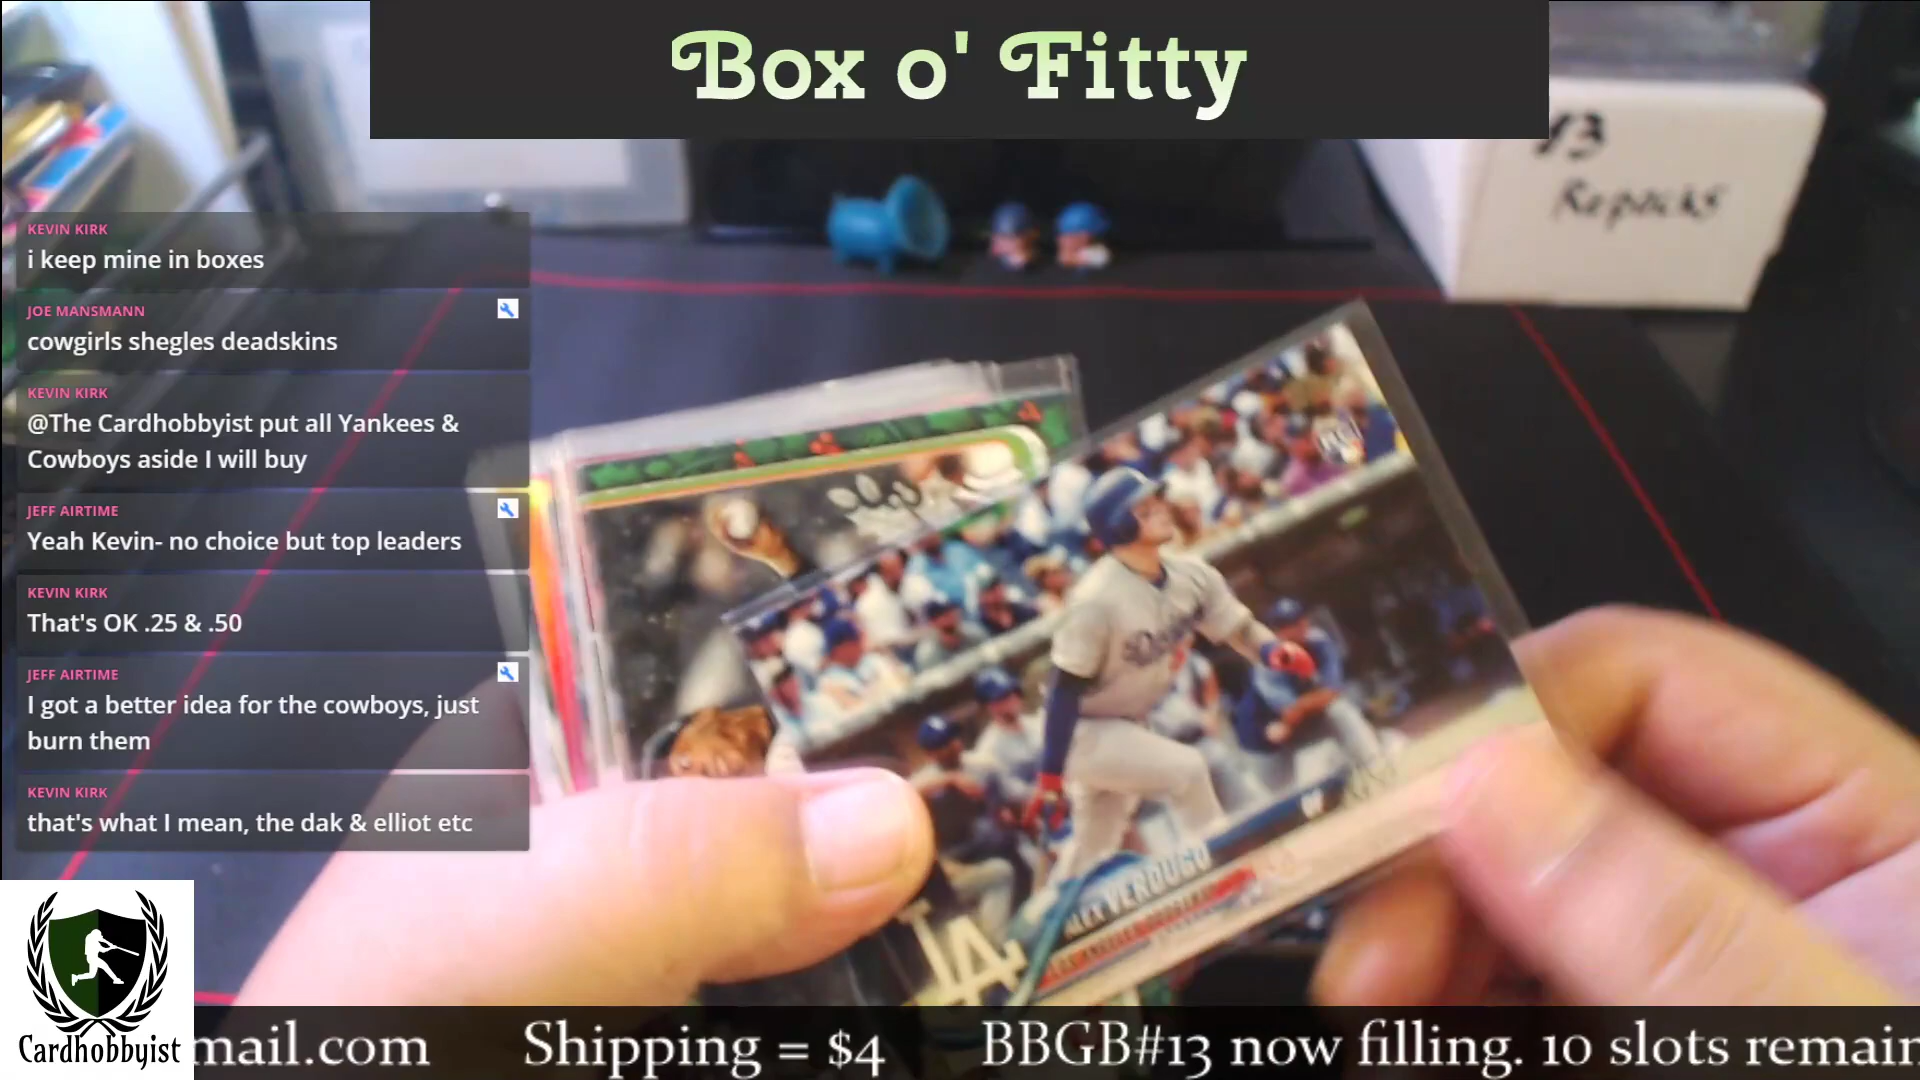 Box o' Fitty
Repacks
KEVIN KIRK
i keep mine in boxes
JOE MANSMANN
cowgirls shegles deadskins
KEVIN KIRK
@The Cardhobbyist put all Yankees &
Cowboys aside I will buy
JEFF AIRTIME
Yeah Kevin- no choice but top leaders
KEVIN KIRK
That's OK .25 & .50
JEFF AIRTIME
I got a better idea for the cowboys, just
burn them
KEVIN KIRK
that's what I mean, the dak & elliot etc
Dodgers
ALEX VERDUGO
LA
Cardhobbyist
mail.com Shipping = $4 BBGB#13 now filling. 10 slots remain